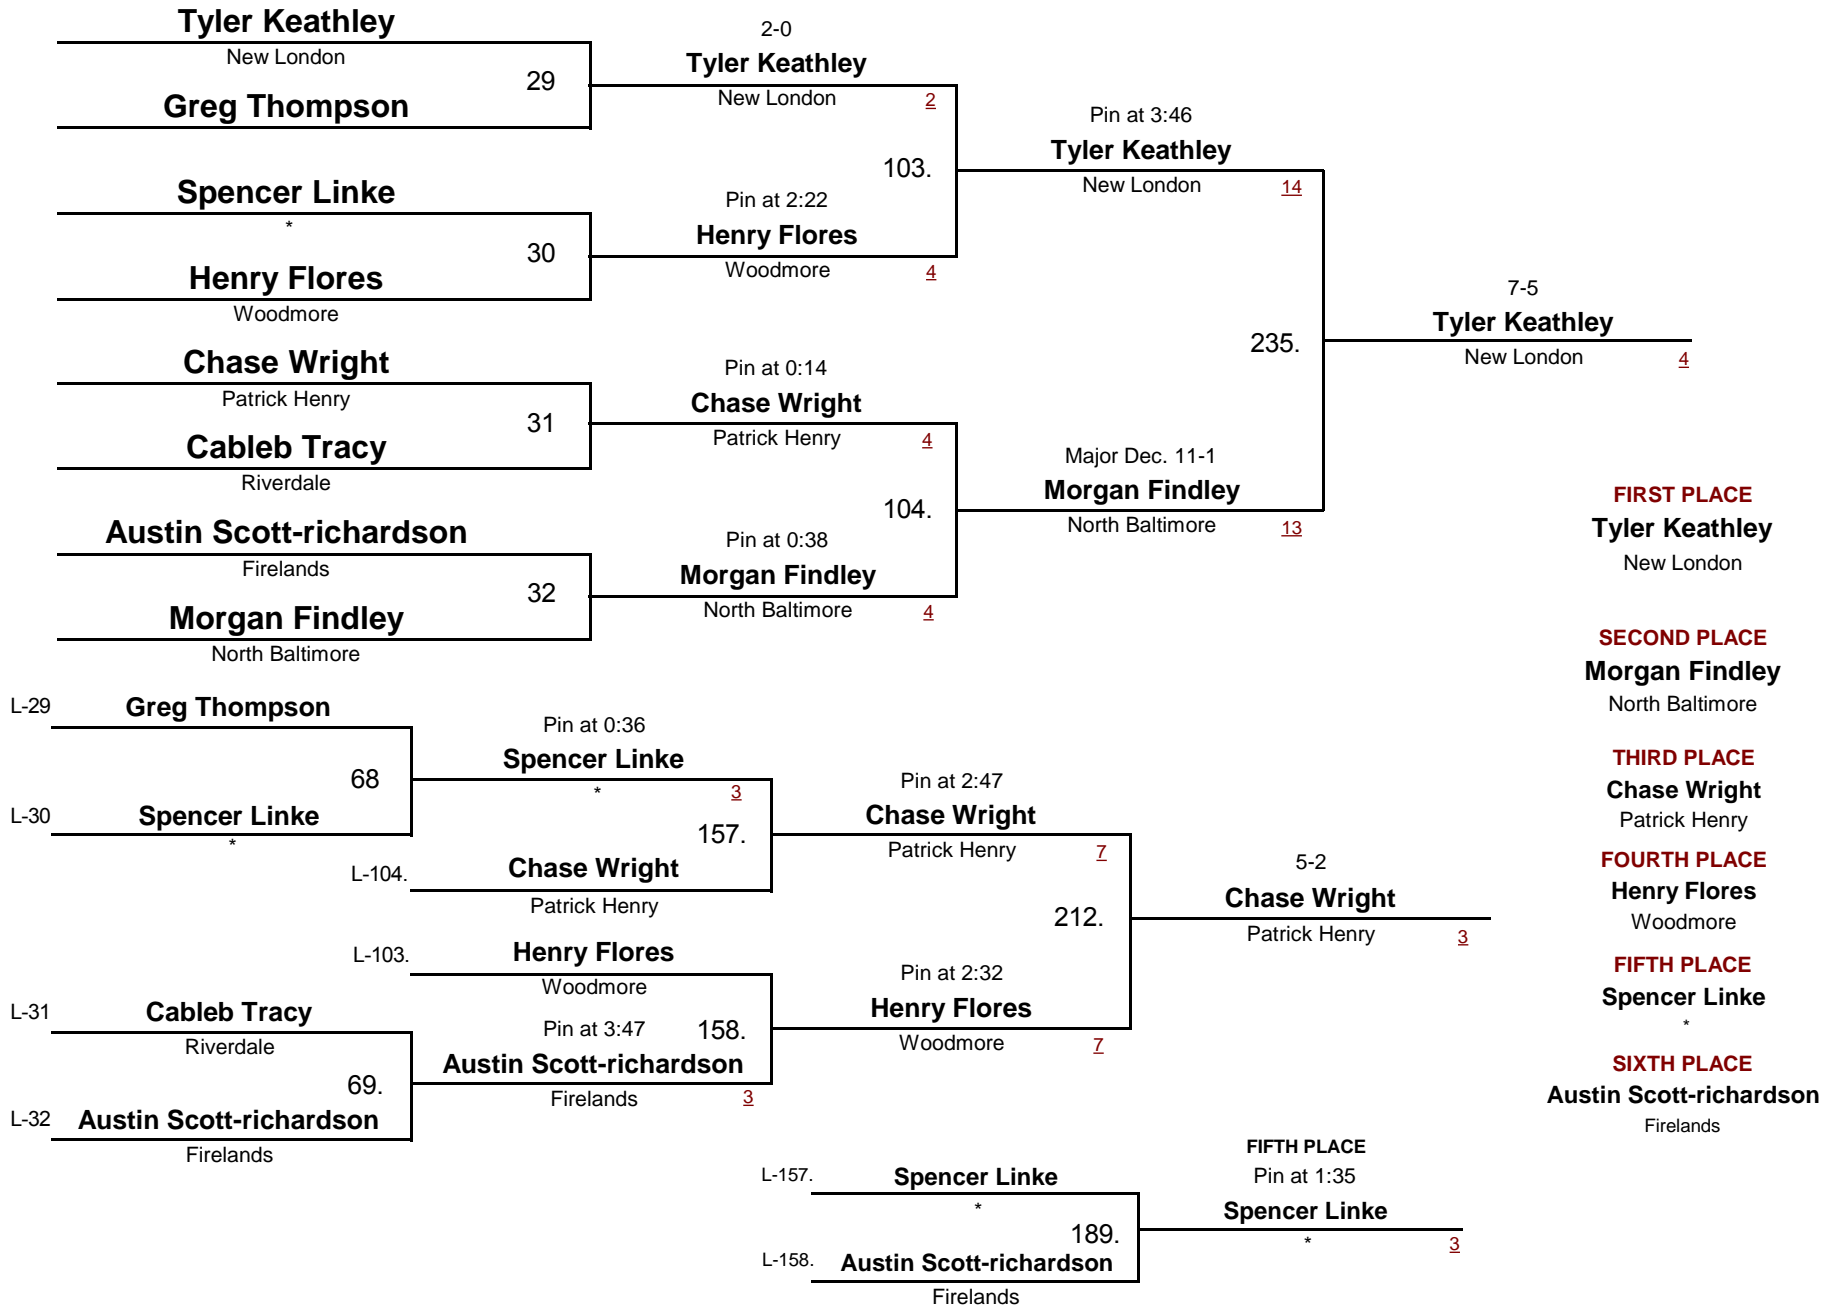 Tyler Keathley
New London
29
Greg Thompson
Spencer Linke
*
30
Henry Flores
Woodmore
Chase Wright
Patrick Henry
31
Cableb Tracy
Riverdale
Austin Scott-richardson
Firelands
32
Morgan Findley
North Baltimore
2-0
Tyler Keathley
New London 2
103.
Pin at 2:22
Henry Flores
Woodmore 4
Pin at 0:14
Chase Wright
Patrick Henry 4
104.
Pin at 0:38
Morgan Findley
North Baltimore 4
Pin at 3:46
Tyler Keathley
New London 14
235.
Major Dec. 11-1
Morgan Findley
North Baltimore 13
7-5
Tyler Keathley
New London 4
L-29 Greg Thompson
68
L-30 Spencer Linke
*
L-31 Cableb Tracy
Riverdale
69.
L-32 Austin Scott-richardson
Firelands
Pin at 0:36
Spencer Linke
* 3
157.
L-104. Chase Wright
Patrick Henry
L-103. Henry Flores
Woodmore
Pin at 3:47 158.
Austin Scott-richardson
Firelands 3
Pin at 2:47
Chase Wright
Patrick Henry 7
212.
Pin at 2:32
Henry Flores
Woodmore 7
5-2
Chase Wright
Patrick Henry 3
L-157. Spencer Linke
*
189.
L-158. Austin Scott-richardson
Firelands
FIFTH PLACE
Pin at 1:35
Spencer Linke
* 3
FIRST PLACE
Tyler Keathley
New London
SECOND PLACE
Morgan Findley
North Baltimore
THIRD PLACE
Chase Wright
Patrick Henry
FOURTH PLACE
Henry Flores
Woodmore
FIFTH PLACE
Spencer Linke
*
SIXTH PLACE
Austin Scott-richardson
Firelands